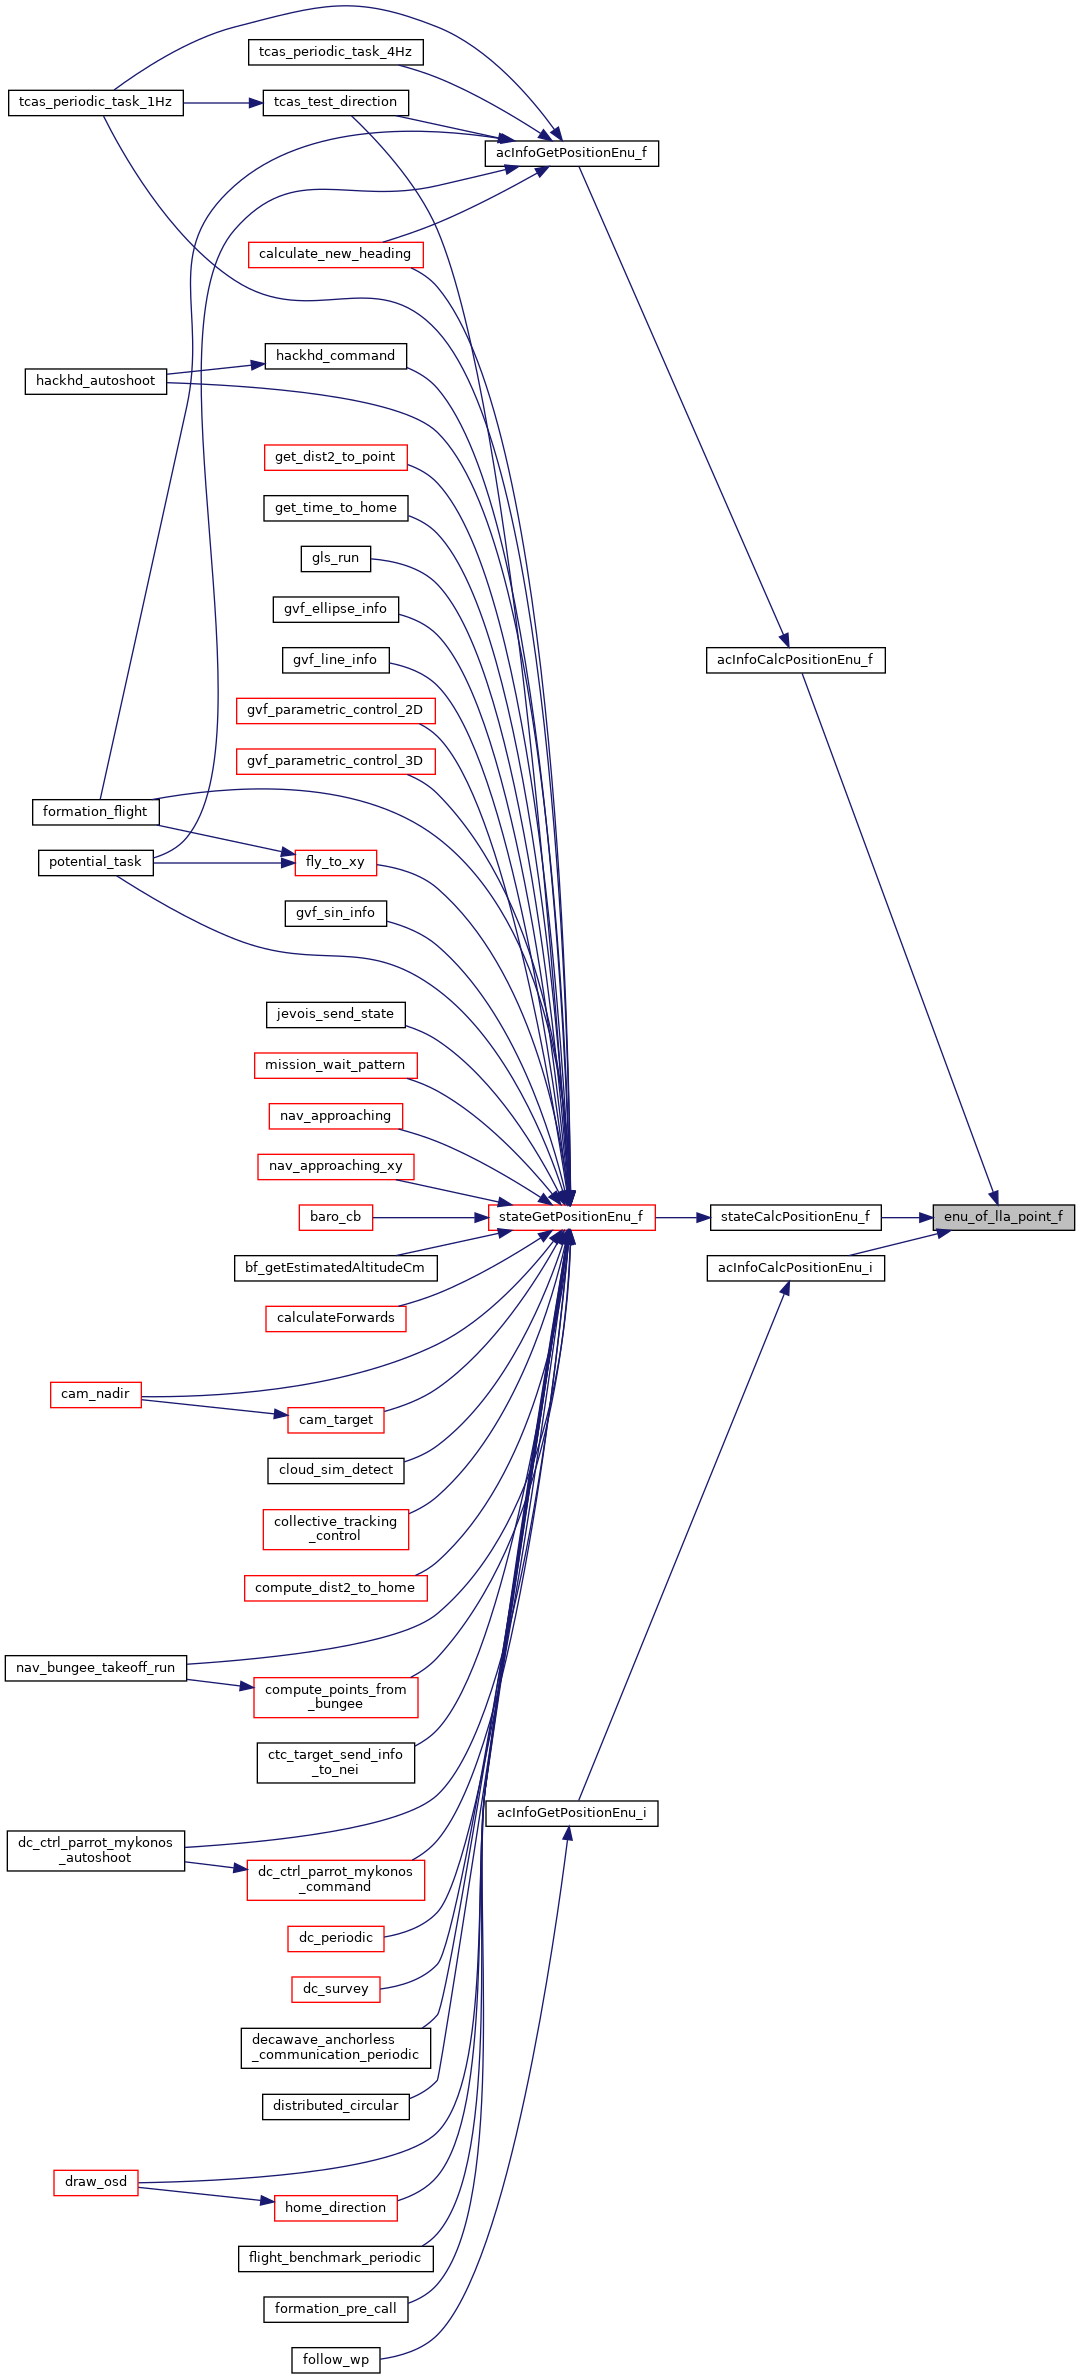 tcas_periodic_task_4Hz
tcas_periodic_task_1Hz
tcas_test_direction
acInfoGetPositionEnu_f
calculate_new_heading
hackhd_command
hackhd_autoshoot
get_dist2_to_point
get_time_to_home
gls_run
gvf_ellipse_info
gvf_line_info
acInfoCalcPositionEnu_f
gvf_parametric_control_2D
gvf_parametric_control_3D
formation_flight
potential_task
fly_to_xy
gvf_sin_info
jevois_send_state
mission_wait_pattern
nav_approaching
nav_approaching_xy
baro_cb
stateGetPositionEnu_f
stateCalcPositionEnu_f
enu_of_lla_point_f
bf_getEstimatedAltitudeCm
acInfoCalcPositionEnu_i
calculateForwards
cam_nadir
cam_target
cloud_sim_detect
collective_tracking
_control
compute_dist2_to_home
nav_bungee_takeoff_run
compute_points_from
_bungee
ctc_target_send_info
_to_nei
acInfoGetPositionEnu_i
dc_ctrl_parrot_mykonos
_autoshoot
dc_ctrl_parrot_mykonos
_command
dc_periodic
dc_survey
decawave_anchorless
_communication_periodic
distributed_circular
draw_osd
home_direction
flight_benchmark_periodic
formation_pre_call
follow_wp